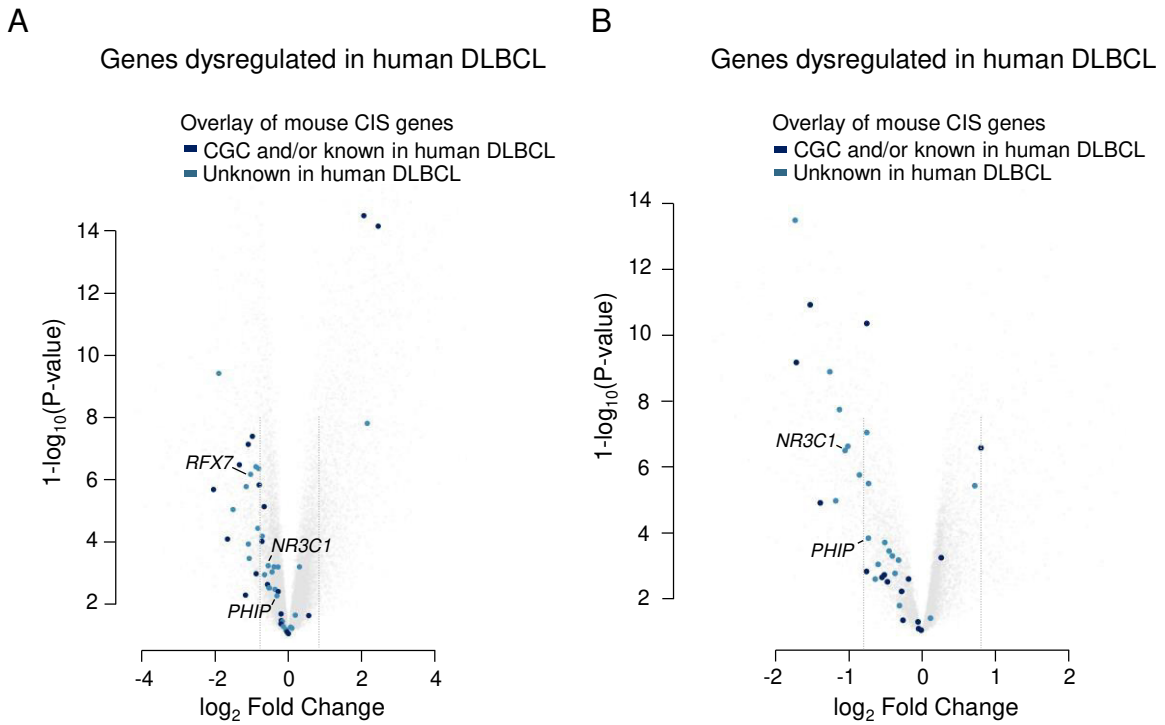 A
Genes dysregulated in human DLBCL
Overlay of mouse CIS genes
CGC and/or known in human DLBCL
Unknown in human DLBCL
1-log10(P-value)
14
12
10
8
6
4
2
RFX7
NR3C1
PHIP
-4
-2
0
2
4
log2 Fold Change
B
Genes dysregulated in human DLBCL
Overlay of mouse CIS genes
CGC and/or known in human DLBCL
Unknown in human DLBCL
1-log10(P-value)
14
12
10
8
6
4
2
NR3C1
PHIP
-2
-1
0
1
2
log2 Fold Change